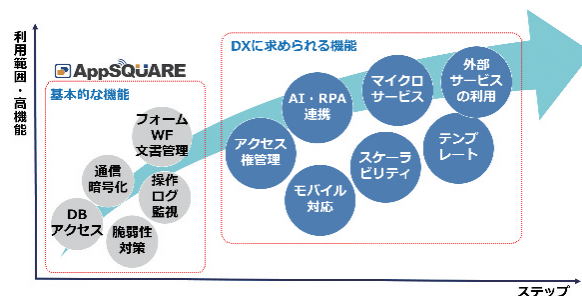 利用範囲・高機能
AppSQUARE
基本的な機能
フォーム
WF
文書管理
通信
暗号化
操作
ログ
監視
DB
アクセス
脆弱性
対策
DXに求められる機能
AI・RPA
連携
マイクロ
サービス
外部
サービス
の利用
アクセス
権管理
スケーラ
ビリティ
テンプ
レート
モバイル
対応
ステップ